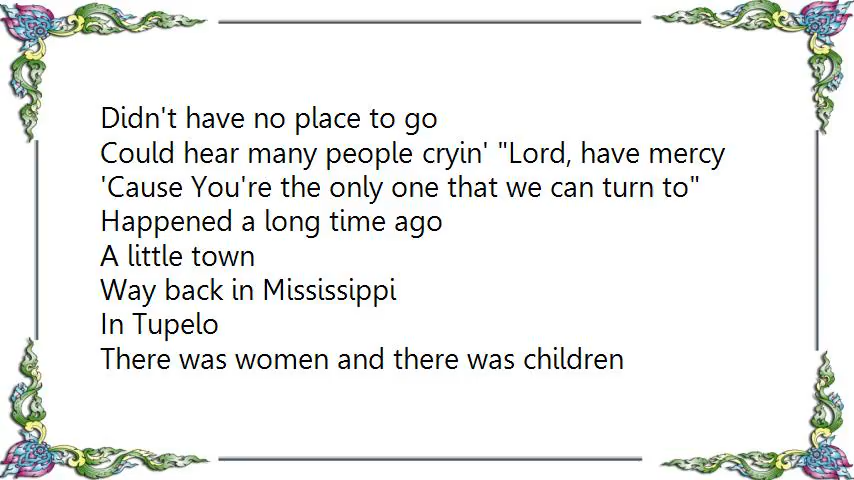 Didn't have no place to go
Could hear many people cryin' "Lord, have mercy
'Cause You're the only one that we can turn to"
Happened a long time ago
A little town
Way back in Mississippi
In Tupelo
There was women and there was children